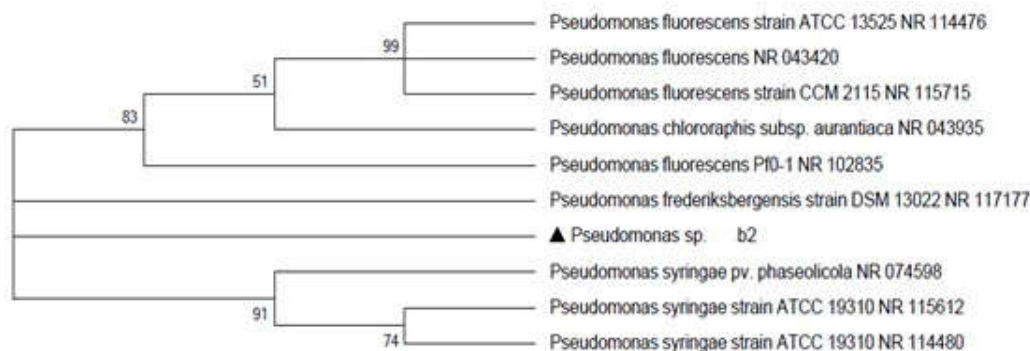 Pseudomonas fluorescens strain ATCC 13525 NR 114476
99
Pseudomonas fluorescens NR 043420
51
Pseudomonas fluorescens strain CCM 2115 NR 115715
83
Pseudomonas chlororaphis subsp. aurantiaca NR 043935
Pseudomonas fluorescens Pf0-1 NR 102835
Pseudomonas frederiksbergensis strain DSM 13022 NR 117177
▲ Pseudomonas sp. b2
Pseudomonas syringae pv. phaseolicola NR 074598
91
Pseudomonas syringae strain ATCC 19310 NR 115612
74
Pseudomonas syringae strain ATCC 19310 NR 114480